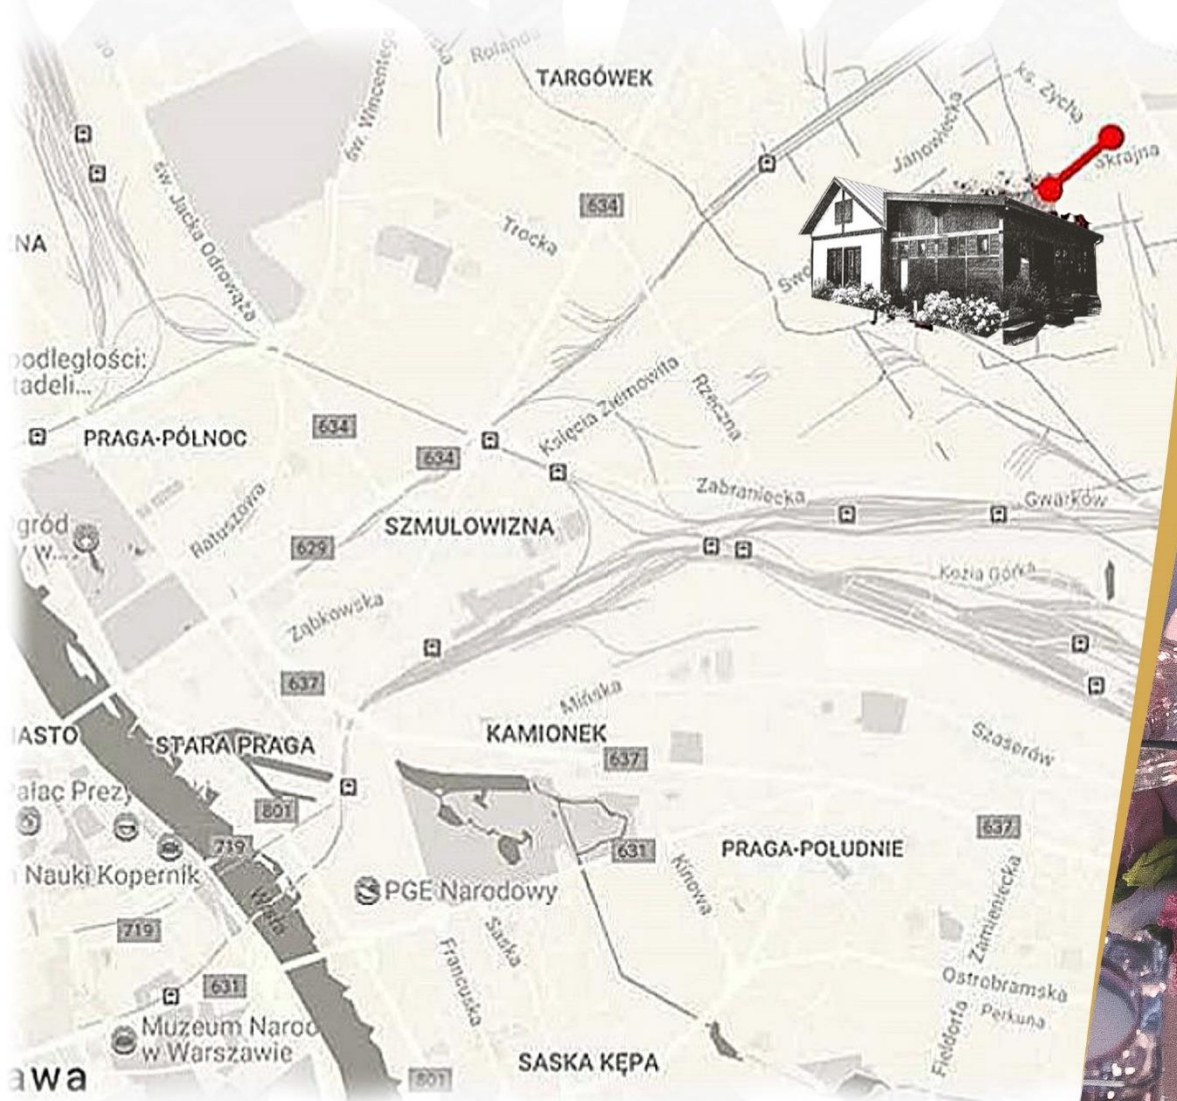 Rolanda
TARGÓWEK
ks. Zycha
św. Wincentego
Janowiecka
Skrajna
św. Jacka Odrowąża
634
Trocka
NA
Swo
podległości:
tadeli...
Księcia Ziemowita
Rzeczna
634
PRAGA-PÓŁNOC
634
Zabraniecka
Gwarków
Ratuszowa
SZMULOWIZNA
gród
w...
629
Kozia Górka
Ząbkowska
637
Mińska
IASTO
STARA PRAGA
KAMIONEK
637
Szaserów
ałac Prezy
801
637
719
631
PRAGA-POŁUDNIE
Nauki Kopernik
PGE Narodowy
Kinowa
Zamieniecka
Wisła
719
Saska
Francuska
631
Ostrobramska
Perkuna
Fieldorfa
Muzeum Naroc
w Warszawie
SASKA KĘPA
awa
801